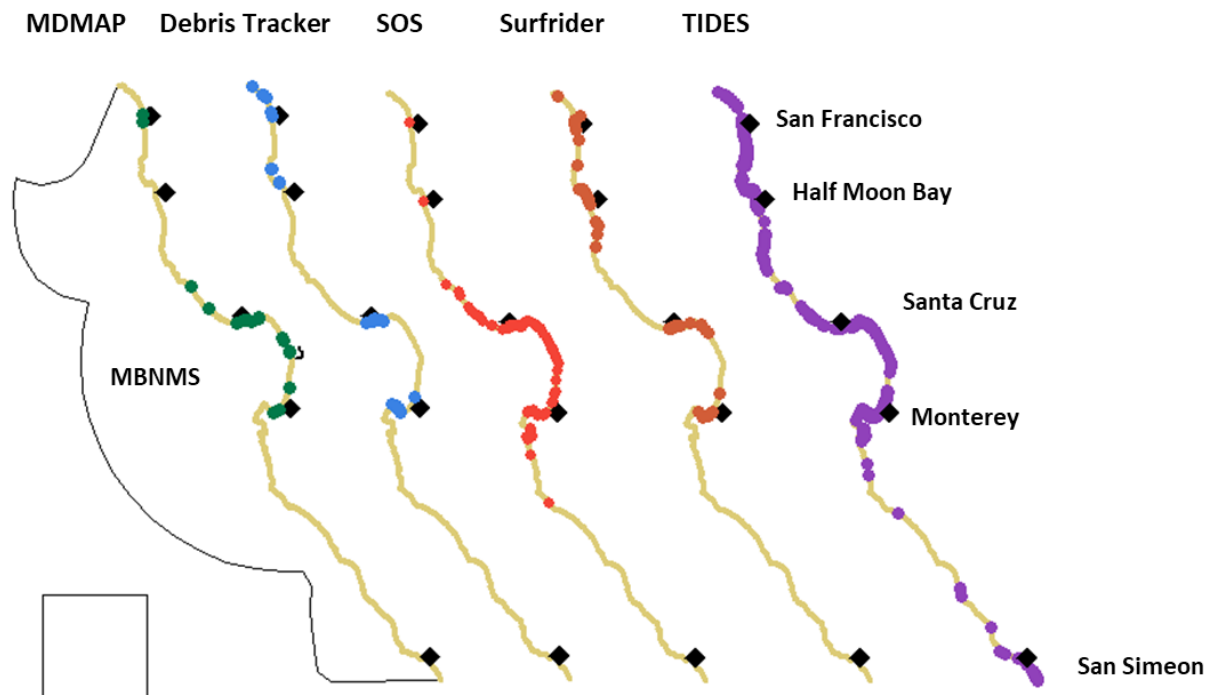 MDMAP Debris Tracker SOS Surfrider TIDES
San Francisco
Half Moon Bay
Santa Cruz
MBNMS
Monterey
San Simeon